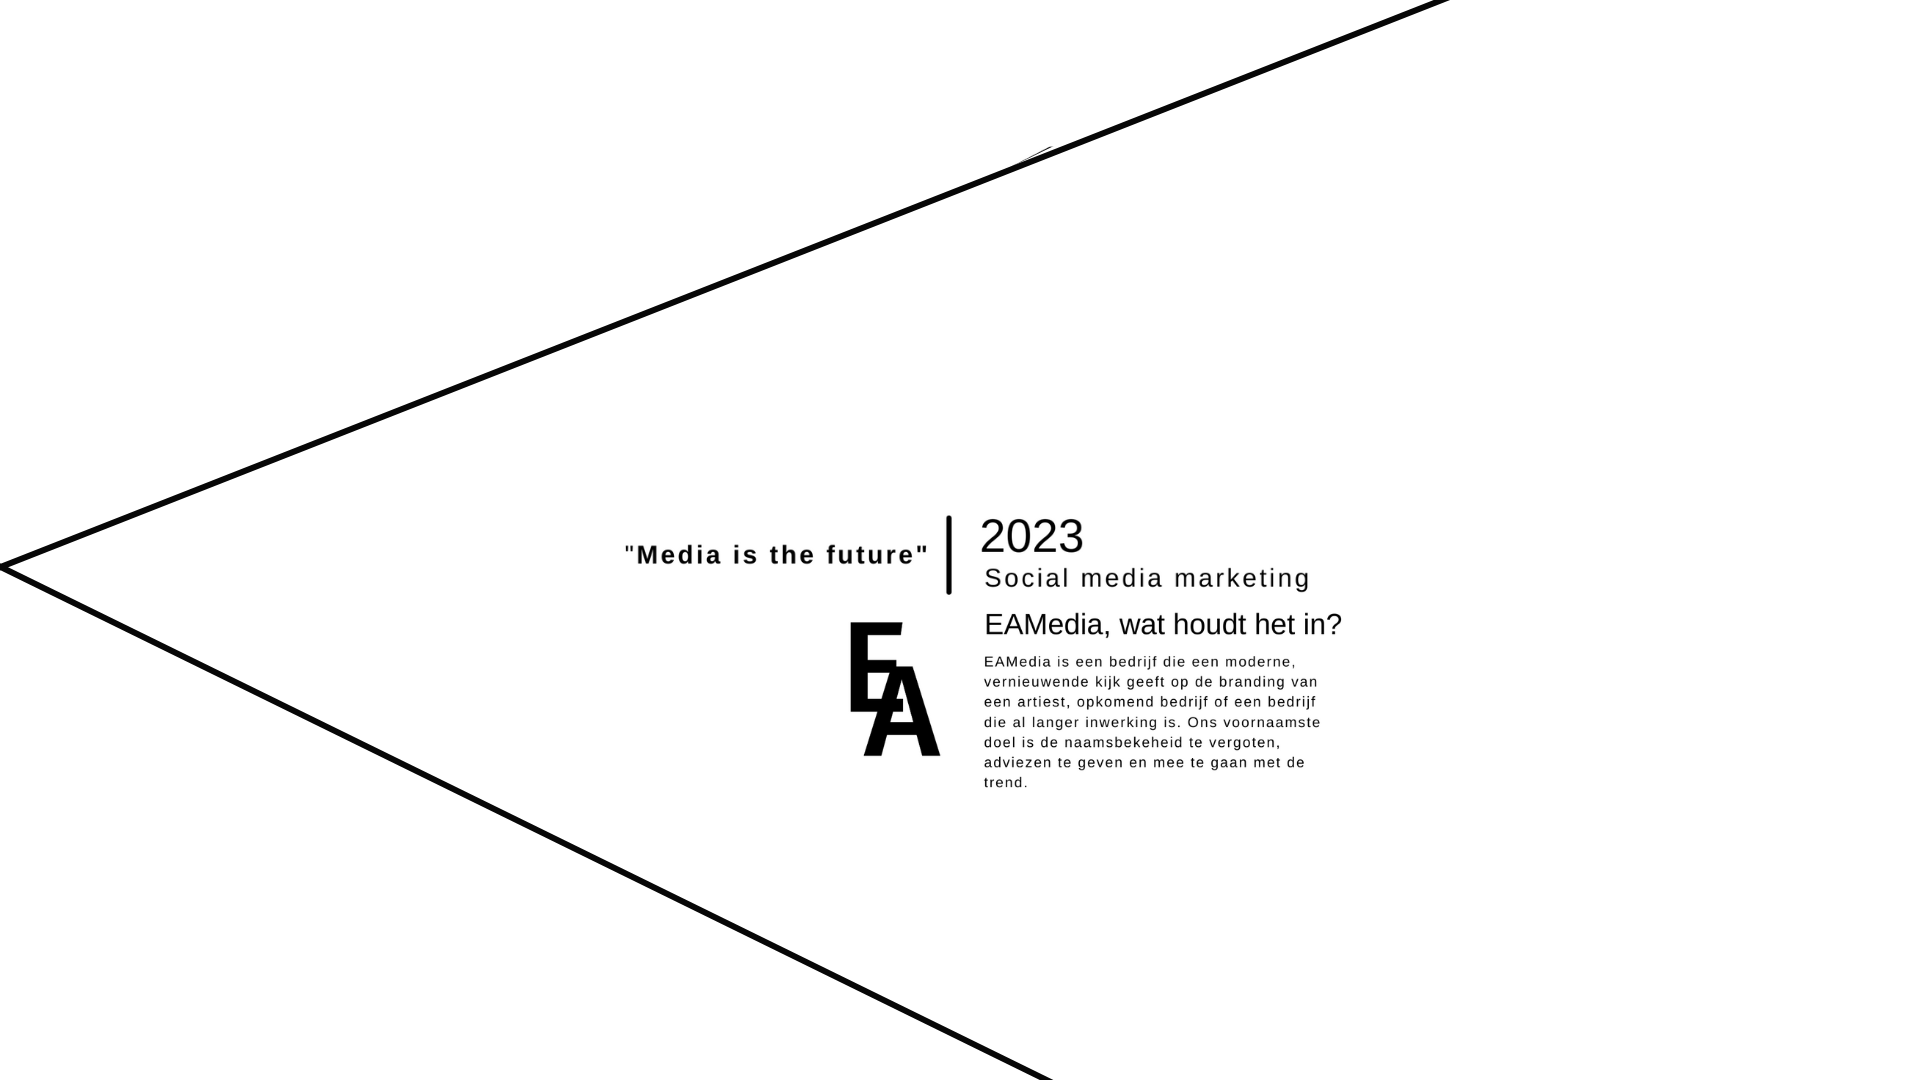 "Media is the future"
2023
Social media marketing
EA
EAMedia, wat houdt het in?
EAMedia is een bedrijf die een moderne,
vernieuwende kijk geeft op de branding van
een artiest, opkomend bedrijf of een bedrijf
die al langer inwerking is. Ons voornaamste
doel is de naamsbekeheid te vergoten,
adviezen te geven en mee te gaan met de
trend.